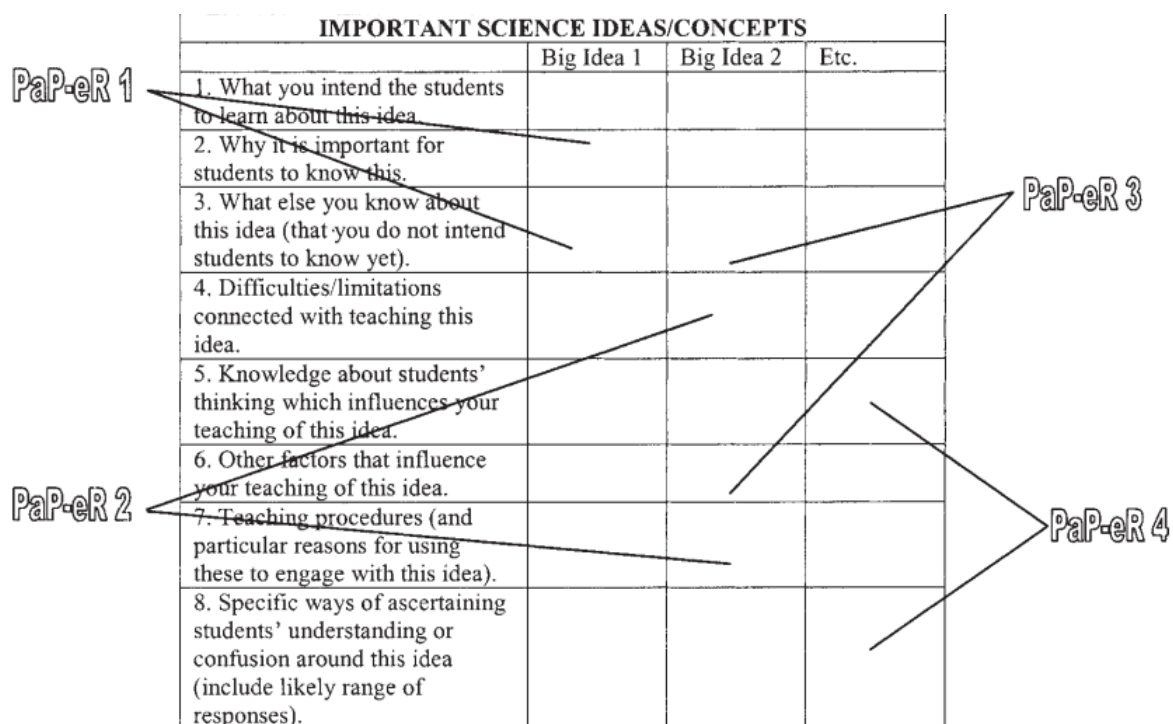 IMPORTANT SCIENCE IDEAS/CONCEPTS
Big Idea 1 Big Idea 2 Etc.
PaP-eR 1
1. What you intend the students
to learn about this idea.
2. Why it is important for
students to know this.
3. What else you know about
this idea (that you do not intend
students to know yet).
PaP-eR 3
4. Difficulties/limitations
connected with teaching this
idea.
5. Knowledge about students’
thinking which influences your
teaching of this idea.
6. Other factors that influence
your teaching of this idea.
PaP-eR 2
7. Teaching procedures (and
particular reasons for using
these to engage with this idea).
PaP-eR 4
8. Specific ways of ascertaining
students’ understanding or
confusion around this idea
(include likely range of
responses).